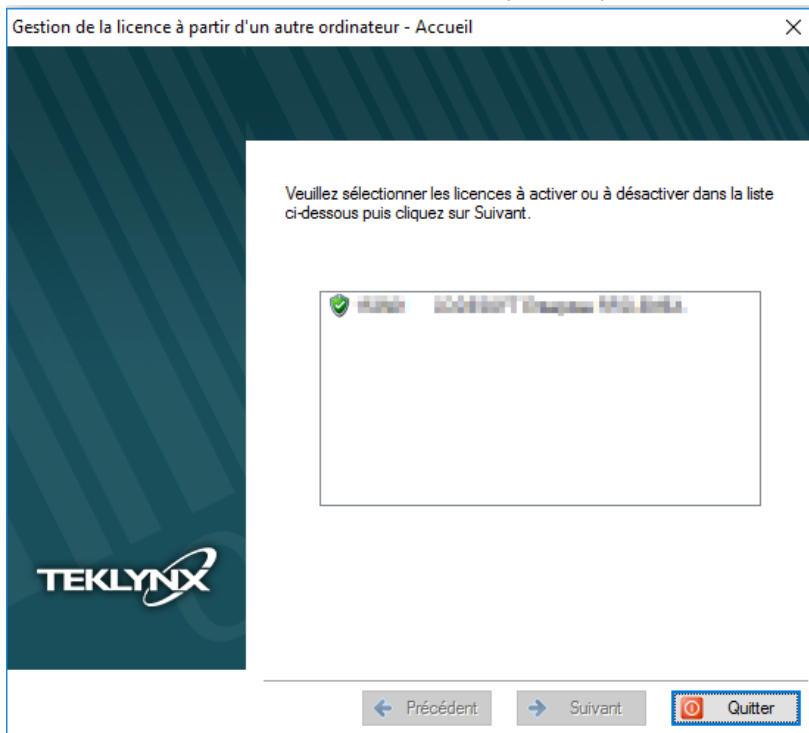 Gestion de la licence à partir d'un autre ordinateur - Accueil
Veuillez sélectionner les licences à activer ou à désactiver dans la liste
ci-dessous puis cliquez sur Suivant.
TEKLYNX
Précédent
Suivant
Quitter